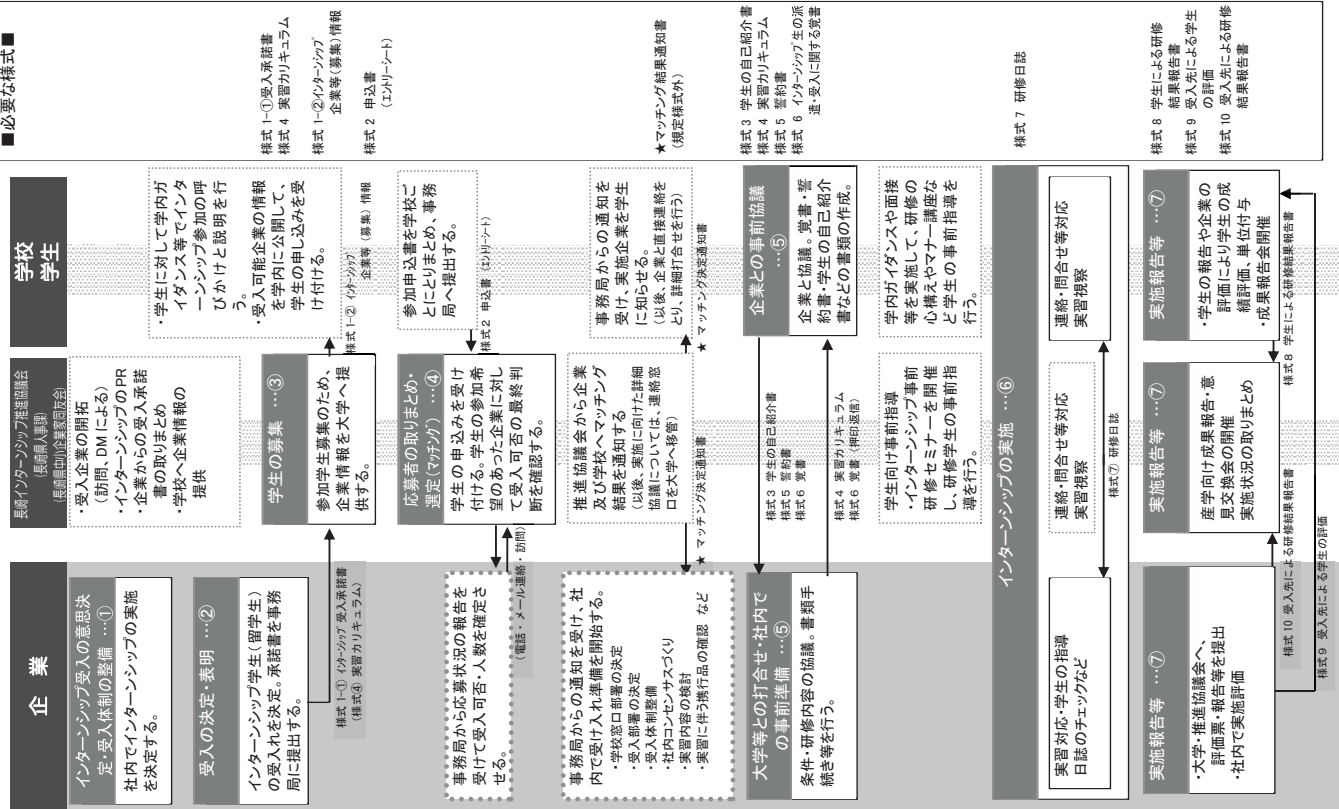 企　業
インターンシップ受入の意思決
定・受入体制の整備 …①
社内でインターンシップの実施
を決定する。
受入の決定・表明 …②
インターンシップ学生(留学生)
の受入れを決定。承諾書を事務
局に提出する。
様式 1-① インターンシップ 受入承諾書
(様式④ 実習カリキュラム)
事務局から応募状況の報告を
受けて受入可否・人数を確定さ
せる。
(電話・メール連絡・訪問)
事務局からの通知を受け、社
内で受け入れ準備を開始する。
・学校窓口部署の決定
・受入部署の決定
・受入体制整備
・社内コンセンサスづくり
・実習内容の検討
・実習に伴う携行品の確認 など
大学等との打合せ・社内で
の事前準備 …⑤
条件・研修内容の協議。書類手
続き等を行う。
実習対応・学生の指導
日誌のチェックなど
実施報告等 …⑦
・大学・推進協議会へ、
評価票・報告等を提出
・社内で実施評価
様式 10 受入先による研修結果報告書
様式 9 受入先による学生の評価
長崎インターンシップ推進協議会
(長崎県人事課)
(長崎県中小企業家同友会)
・受入企業の開拓
(訪問、DM による)
・インターンシップのPR
・企業からの受入承諾
書の取りまとめ
・学校へ企業情報の
提供
学生の募集 …③
参加学生募集のため、
企業情報を大学へ提
供する。
様式 1-② インターンシップ
企業等(募集)情報
応募者の取りまとめ・
選定(マッチング) …④
学生の申込みを受け付
ける。学生の参加希
望のあった企業に対し
て受入可否の最終判
断を確認する。
様式 2 申込書(エントリーシート)
推進協議会から企業
及び学校へマッチング
結果を通知する
(以後、実施に向けた詳細
協議については、連絡窓
口を大学へ移管)
★ マッチング決定通知書
★ マッチング決定通知書
様式 3 学生の自己紹介書
様式 5 誓約書
様式 6 覚書
様式 4 実習カリキュラム
様式 6 覚書(押印返信)
学生向け事前指導
・インターンシップ事前
研修セミナーを開催
し、研修学生の事前指
導を行う。
インターンシップの実施 …⑥
連絡・問合せ等対応
実習視察
様式⑦ 研修日誌
実施報告等 …⑦
産学向け成果報告・意
見交換会の開催
実施状況の取りまとめ
様式 8 学生による研修結果報告書
学校
学生
・学生に対して学内ガ
イダンス等でインタ
ーンシップ参加の呼
びかけと説明を行
う。
・受入可能企業の情報
を学内に公開して、
学生の申し込みを受
け付ける。
参加申込書を学校ご
とにとりまとめ、事務
局へ提出する。
事務局からの通知を
受け、実施企業を学生
に知らせる。
(以後、企業と直接連絡を
とり、詳細打合せを行う)
企業との事前協議
…⑤
企業と協議。覚書・誓
約書・学生の自己紹介
書などの書類の作成。
学内ガイダンスや面接
等を実施して、研修の
心構えやマナー講座な
ど学生の事前指導を
行う。
連絡・問合せ等対応
実習視察
実施報告等 …⑦
・学生の報告や企業の
評価により学生の成
績評価、単位付与
・成果報告会開催
■必要な様式■
様式 1-①受入承諾書
様式 4 実習カリキュラム
様式 1-②インターンシップ
企業等(募集)情報
様式 2 申込書
(エントリーシート)
★マッチング結果通知書
(規定様式外)
様式 3 学生の自己紹介書
様式 4 実習カリキュラム
様式 5 誓約書
様式 6 インターンシップ生の派
遣・受入に関する覚書
様式 7 研修日誌
様式 8 学生による研修
結果報告書
様式 9 受入先による学生
の評価
様式 10 受入先による研修
結果報告書